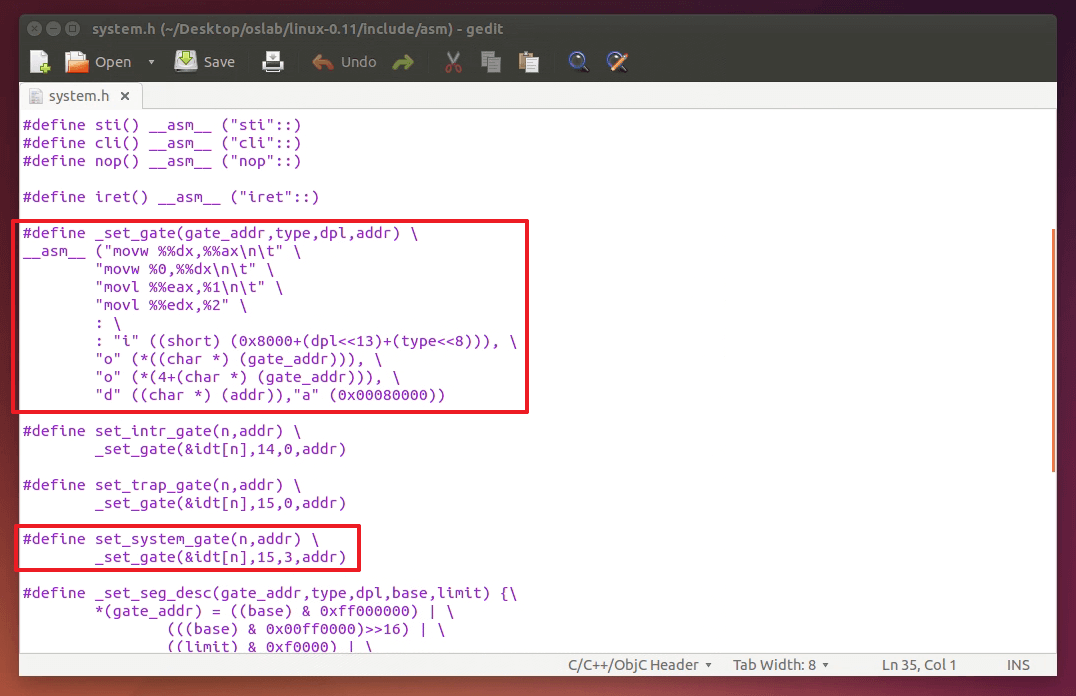 system.h (~/Desktop/oslab/linux-0.11/include/asm) - gedit
Open Save Undo
system.h
#define sti() __asm__ ("sti"::)
#define cli() __asm__ ("cli"::)
#define nop() __asm__ ("nop"::)
#define iret() __asm__ ("iret"::)
#define _set_gate(gate_addr,type,dpl,addr) \
__asm__ ("movw %%dx,%%ax\n\t" \
"movw %0,%%dx\n\t" \
"movl %%eax,%1\n\t" \
"movl %%edx,%2" \
: \
: "i" ((short) (0x8000+(dpl<<13)+(type<<8))), \
"o" (*((char *) (gate_addr))), \
"o" (*(4+(char *) (gate_addr))), \
"d" ((char *) (addr)),"a" (0x00080000))
#define set_intr_gate(n,addr) \
_set_gate(&idt[n],14,0,addr)
#define set_trap_gate(n,addr) \
_set_gate(&idt[n],15,0,addr)
#define set_system_gate(n,addr) \
_set_gate(&idt[n],15,3,addr)
#define _set_seg_desc(gate_addr,type,dpl,base,limit) {\
*(gate_addr) = ((base) & 0xff000000) | \
(((base) & 0x00ff0000)>>16) | \
((limit) & 0xf0000) | \
C/C++/ObjC Header Tab Width: 8 Ln 35, Col 1 INS